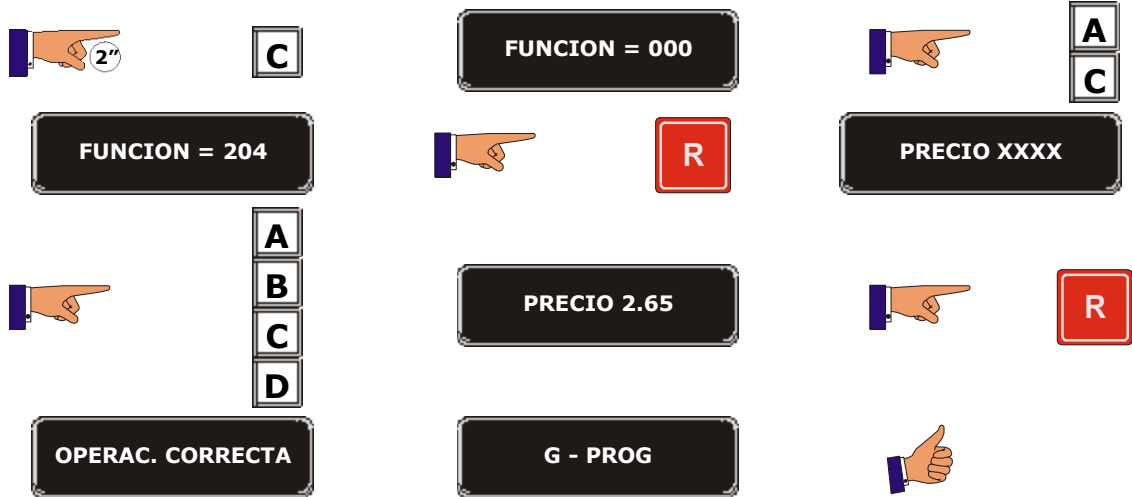 2”
C
FUNCION = 000
A
C
FUNCION = 204
R
PRECIO XXXX
A
B
C
D
PRECIO 2.65
R
OPERAC. CORRECTA
G - PROG